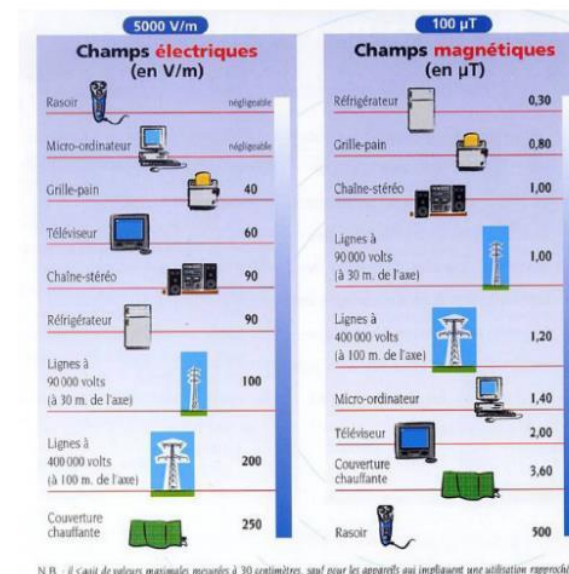 5000 V/m
Champs électriques
(en V/m)
Rasoir négligeable
Micro-ordinateur négligeable
Grille-pain 40
Téléviseur 60
Chaîne-stéréo 90
Réfrigérateur 90
Lignes à
90 000 volts 100
(à 30 m. de l'axe)
Lignes à
400 000 volts 200
(à 100 m. de l'axe)
Couverture
chauffante 250
100 µT
Champs magnétiques
(en µT)
Réfrigérateur 0,30
Grille-pain 0,80
Chaîne-stéréo 1,00
Lignes à
90 000 volts 1,00
(à 30 m. de l'axe)
Lignes à
400 000 volts 1,20
(à 100 m. de l'axe)
Micro-ordinateur 1,40
Téléviseur 2,00
Couverture
chauffante 3,60
Rasoir 500
N.B. : il s'agit de valeurs maximales mesurées à 30 centimètres, sauf pour les appareils qui impliquent une utilisation